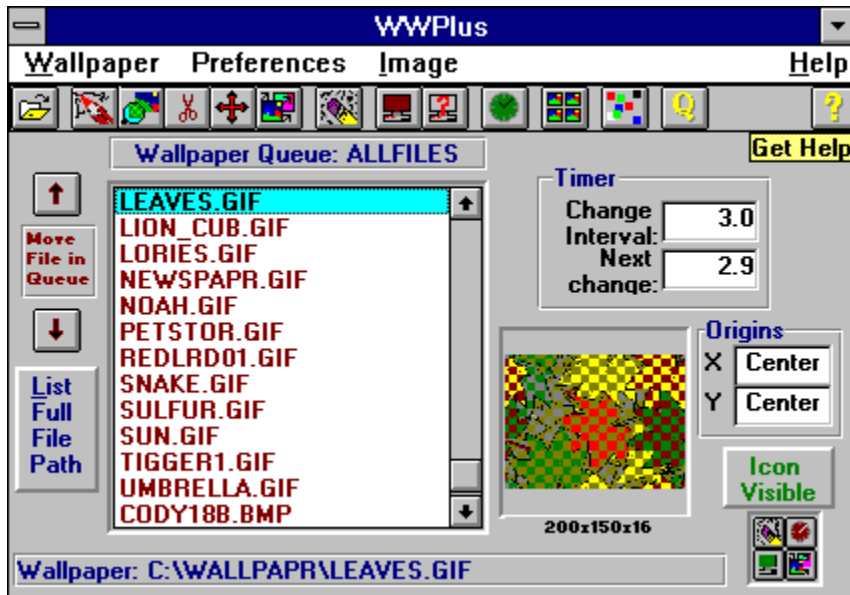 WWPlus
Wallpaper Preferences Image Help
Q ?
Get Help
Wallpaper Queue: ALLFILES
Move
File in
Queue
List
Full
File
Path
LEAVES.GIF
LION_CUB.GIF
LORIES.GIF
NEWSPAPR.GIF
NOAH.GIF
PETSTOR.GIF
REDLRD01.GIF
SNAKE.GIF
SULFUR.GIF
SUN.GIF
TIGGER1.GIF
UMBRELLA.GIF
CODY18B.BMP
Timer
Change
Interval: 3.0
Next
change: 2.9
200x150x16
Origins
X Center
Y Center
Icon
Visible
Wallpaper: C:\WALLPAPR\LEAVES.GIF